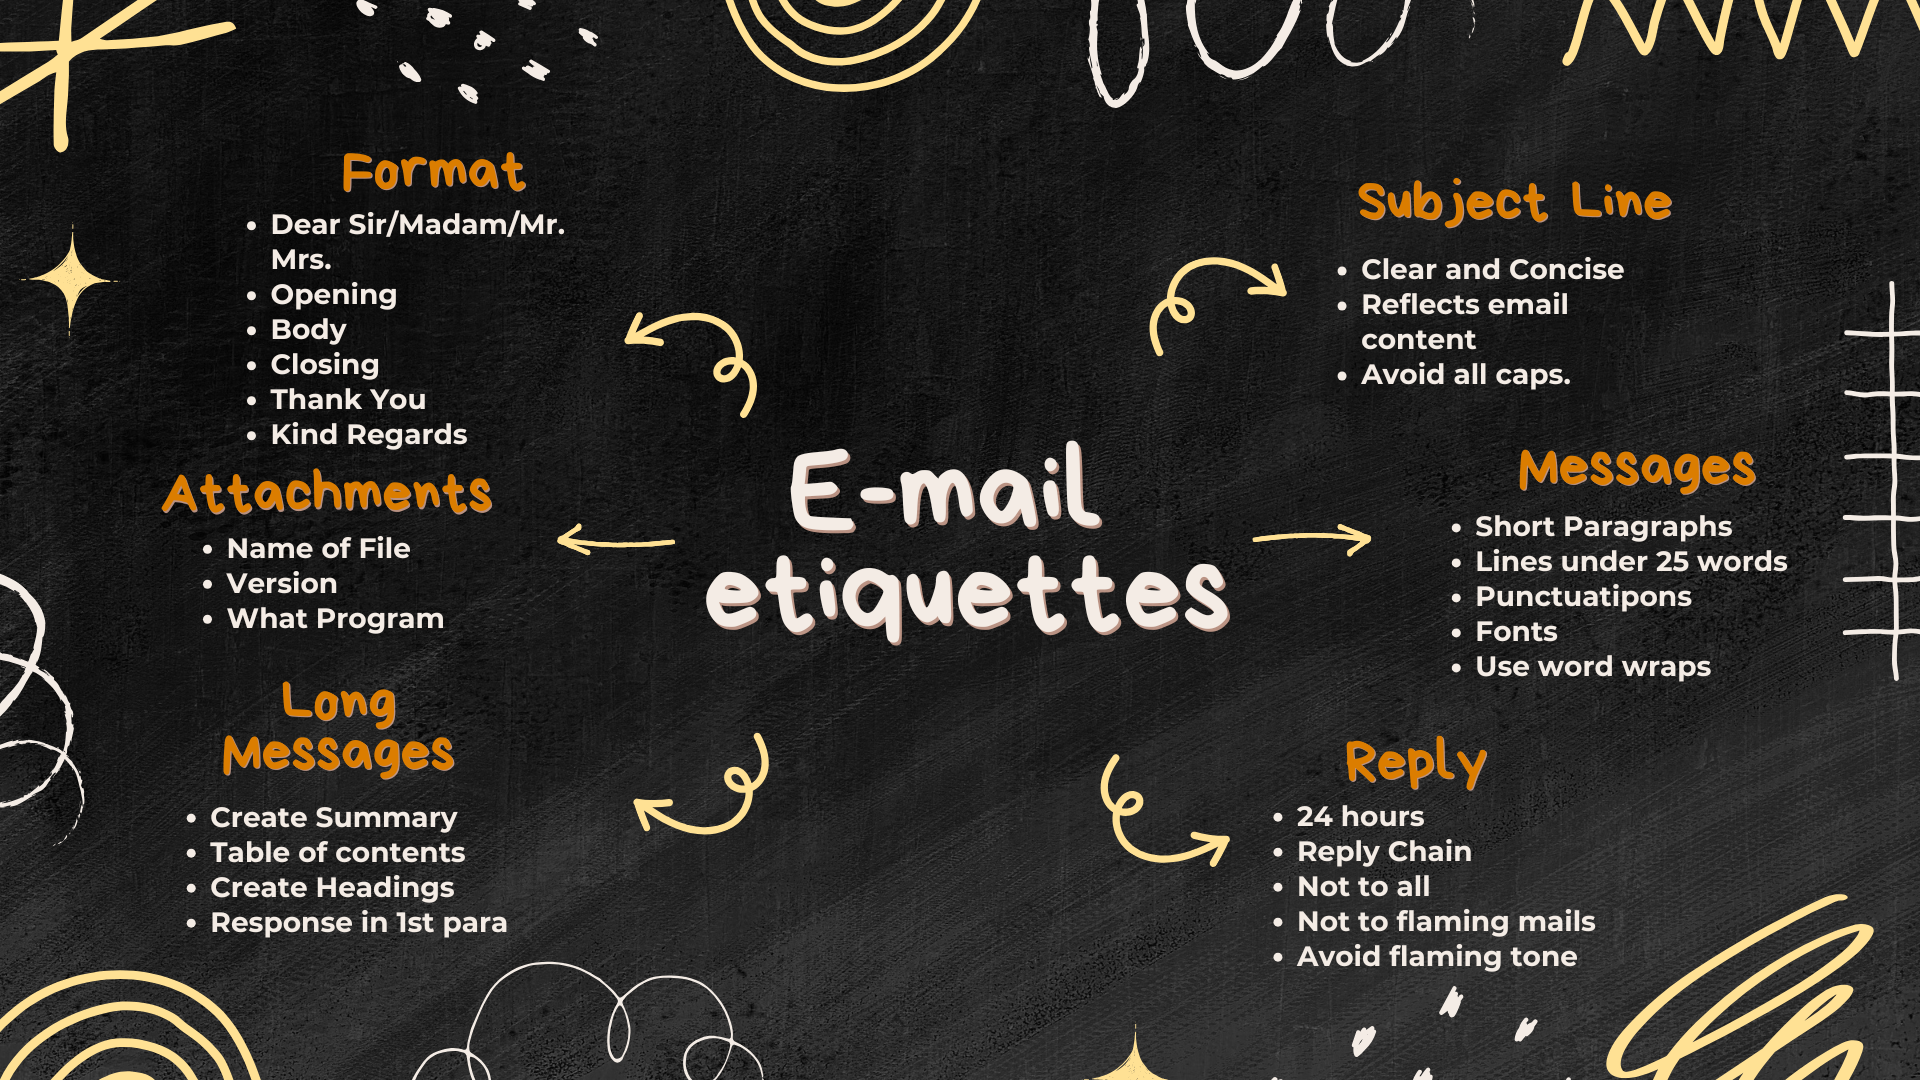 Format
• Dear Sir/Madam/Mr.
Mrs.
• Opening
• Body
• Closing
• Thank You
• Kind Regards
Attachments
• Name of File
• Version
• What Program
Long
Messages
• Create Summary
• Table of contents
• Create Headings
• Response in 1st para
E-mail
etiquettes
Subject Line
• Clear and Concise
• Reflects email
content
• Avoid all caps.
Messages
• Short Paragraphs
• Lines under 25 words
• Punctuatipons
• Fonts
• Use word wraps
Reply
• 24 hours
• Reply Chain
• Not to all
• Not to flaming mails
• Avoid flaming tone